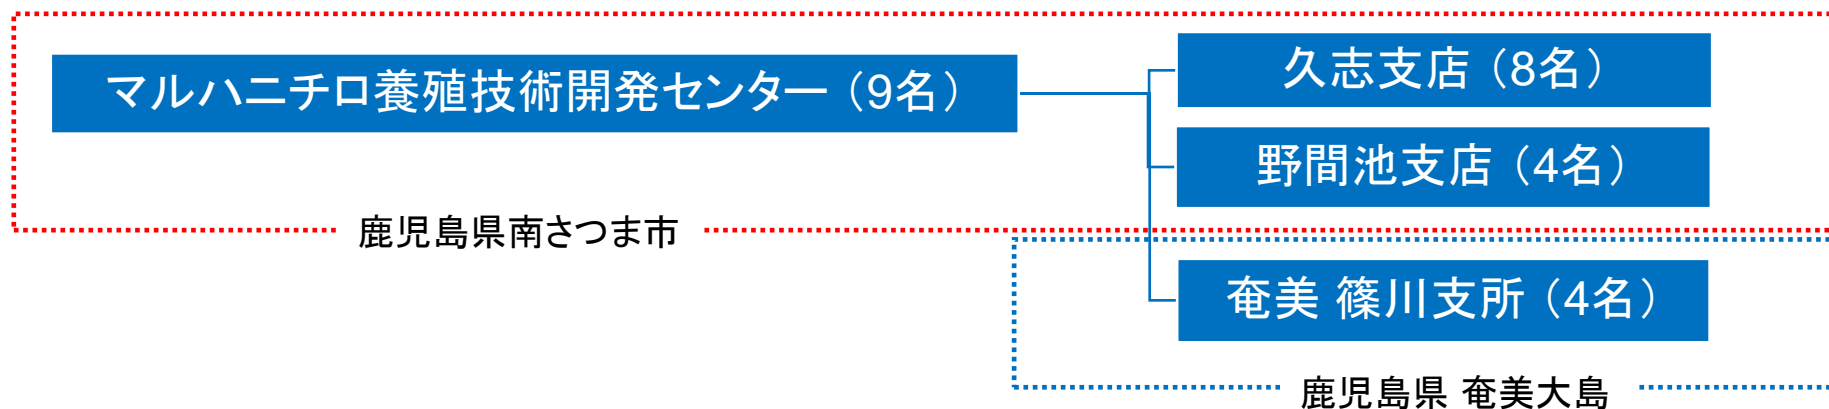 マルハニチロ養殖技術開発センター（9名）
久志支店（8名）
野間池支店（4名）
鹿児島県南さつま市
奄美 篠川支所（4名）
鹿児島県 奄美大島